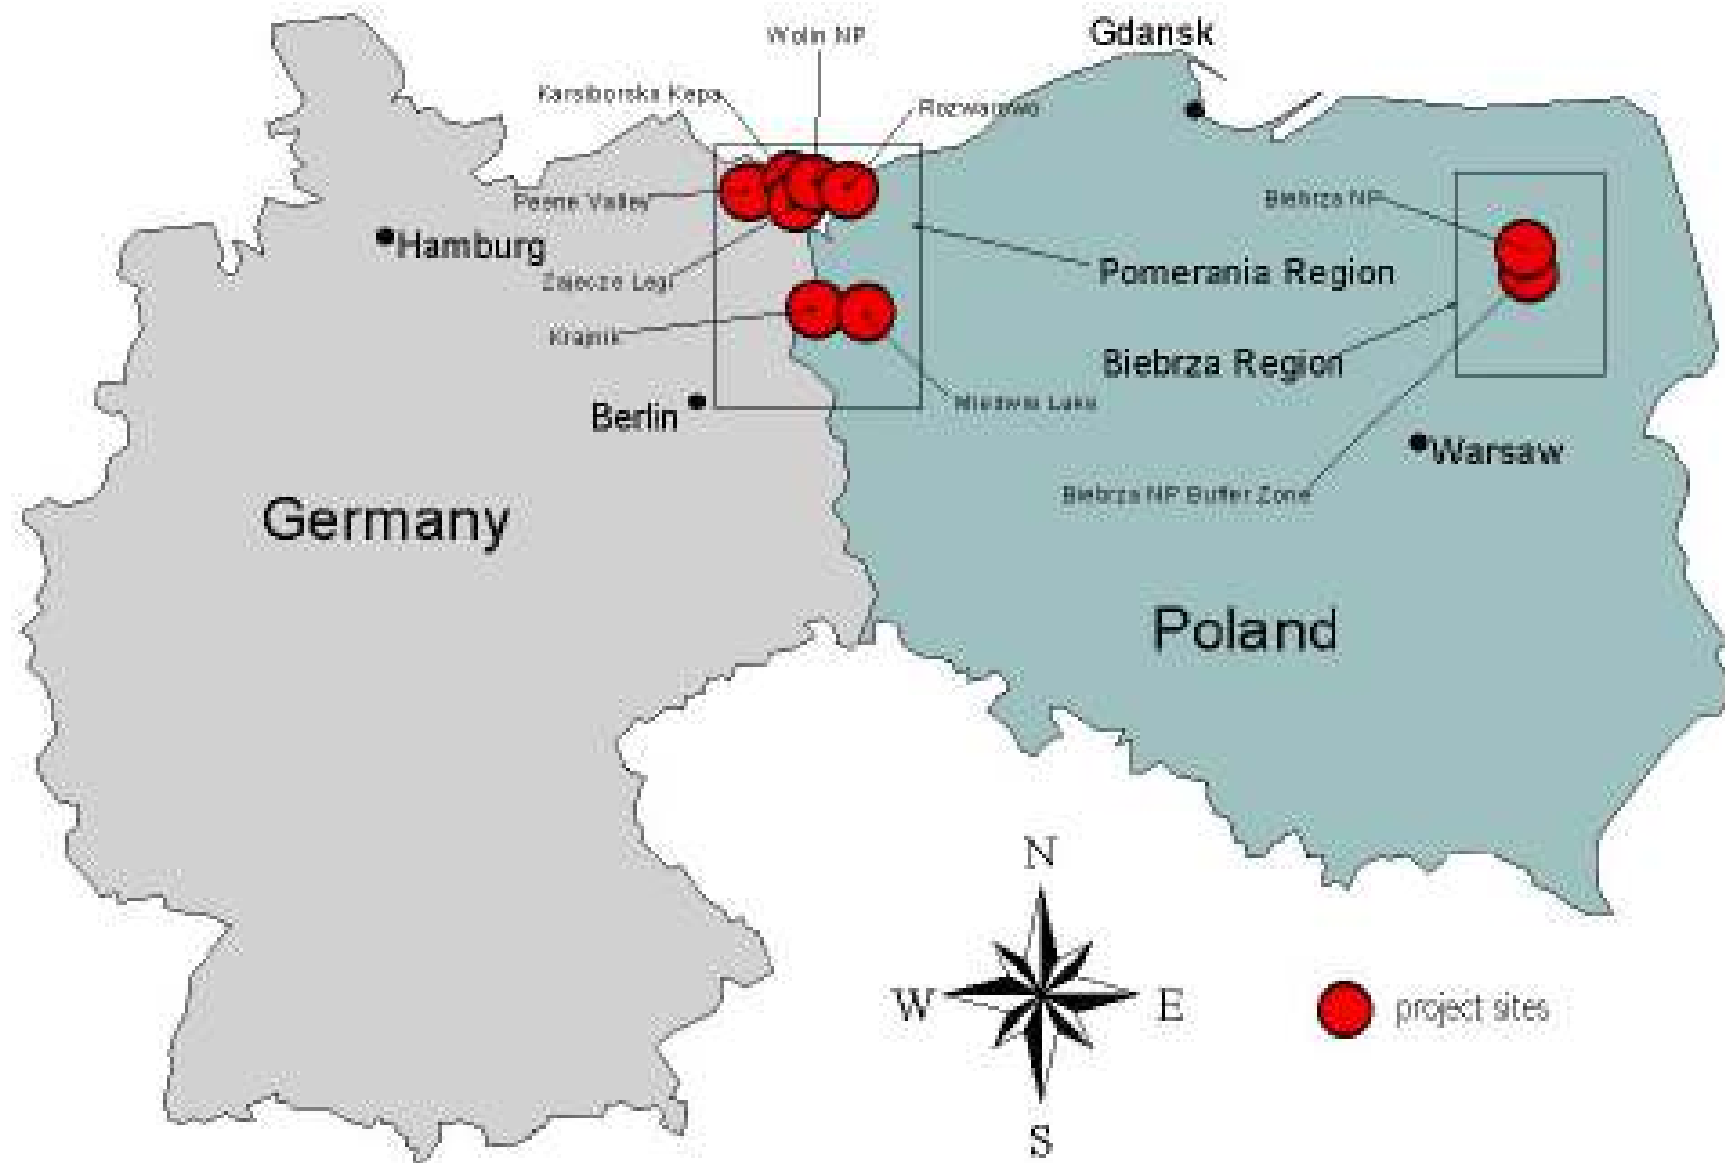 Wolin NP
Gdansk
Karsiborska Kepa
Rozwarowo
Peene Valley
Biebrza NP
Hamburg
Pomerania Region
Zajecze Legi
Krajnik
Biebrza Region
Berlin
Warsaw
Biebrza NP Buffer Zone
Germany
Poland
N
W
E
project sites
S